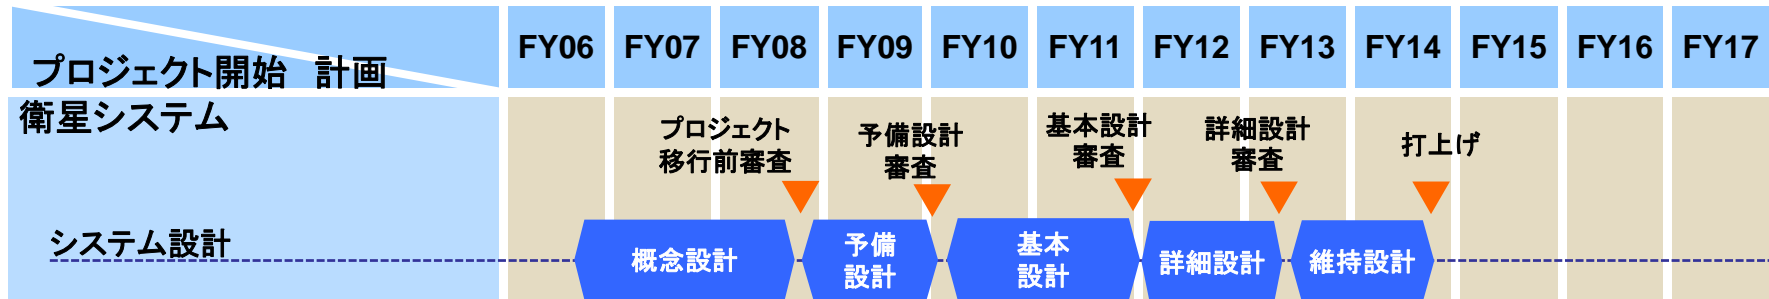 FY06 FY07 FY08 FY09 FY10 FY11 FY12 FY13 FY14 FY15 FY16 FY17
プロジェクト開始 計画
衛星システム
プロジェクト
移行前審査
予備設計
審査
基本設計
審査
詳細設計
審査
打上げ
システム設計
概念設計
予備
設計
基本
設計
詳細設計
維持設計